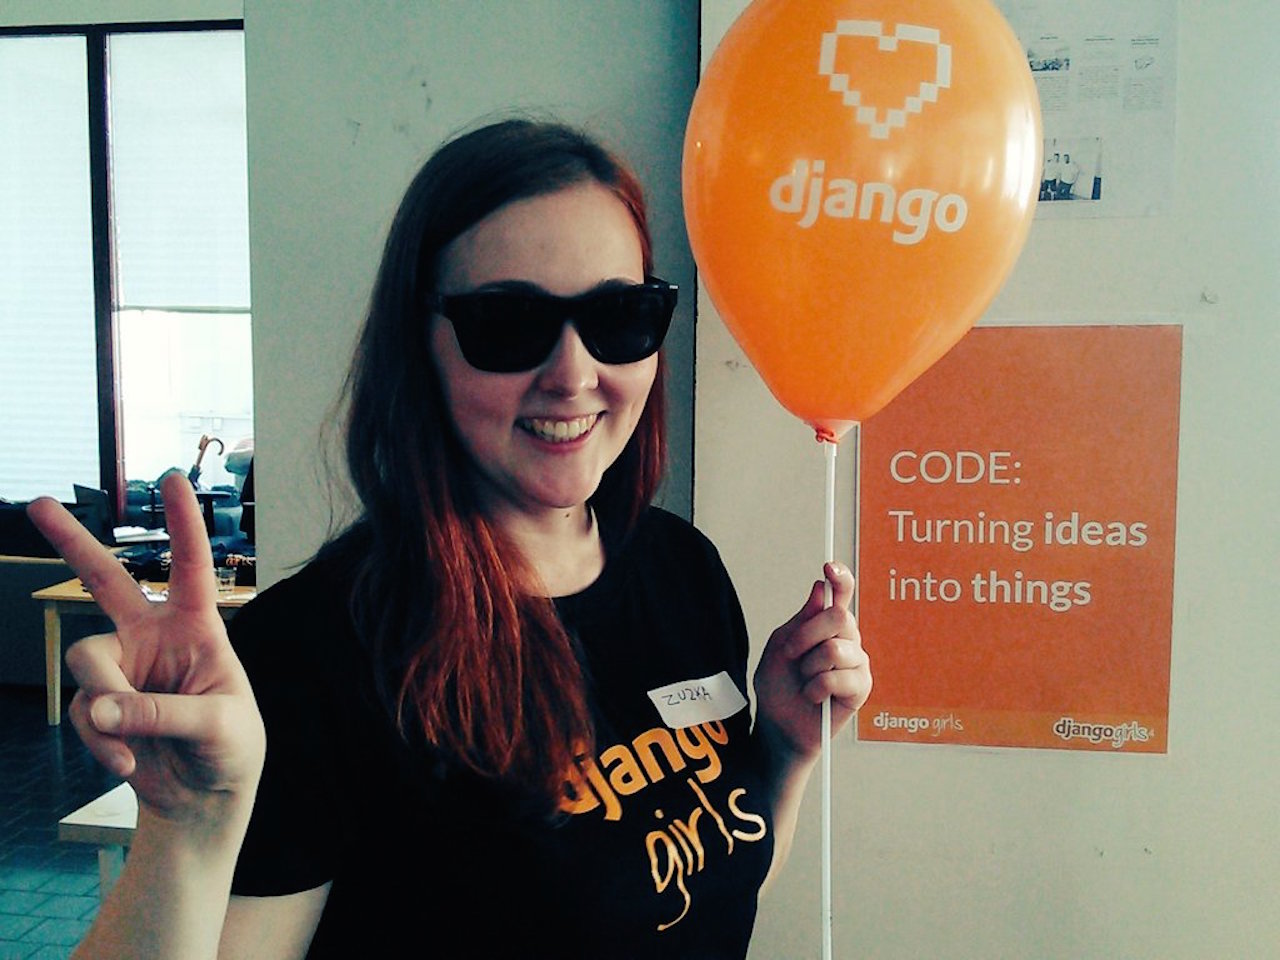 django
CODE:
Turning ideas
into things
django girls
djangogirls
ZUZKA
django
girls